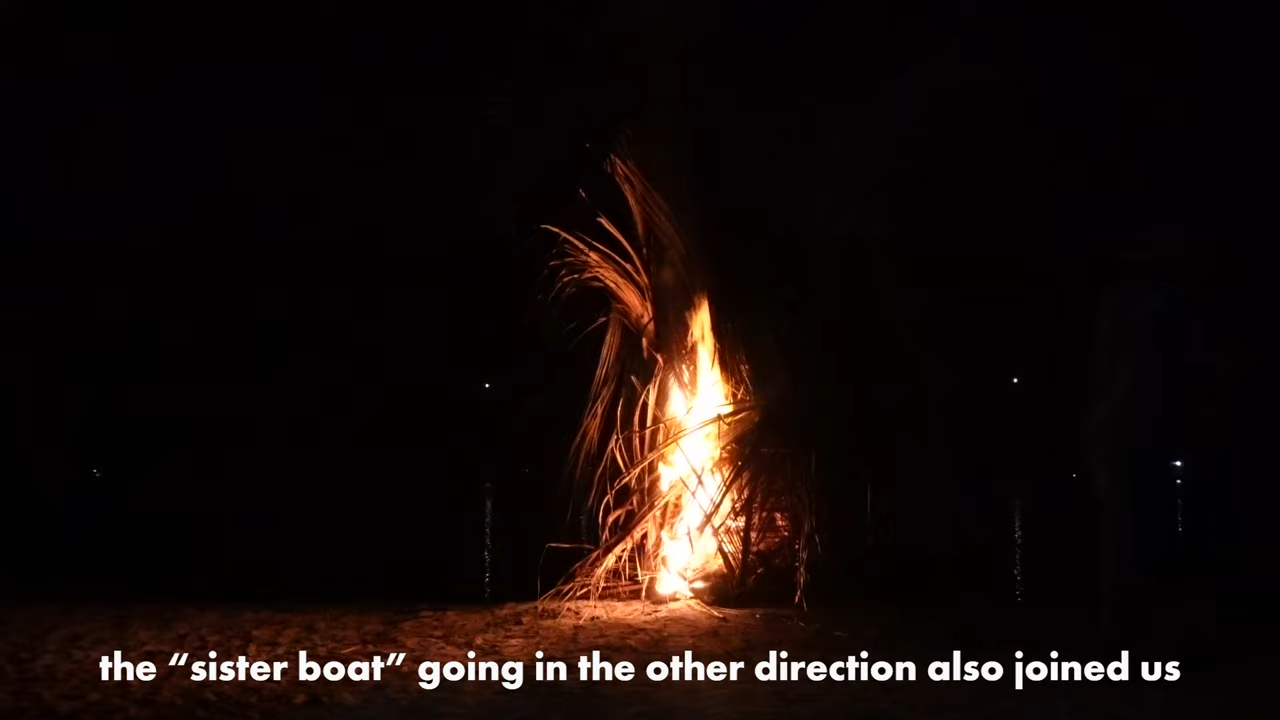 the “sister boat” going in the other direction also joined us